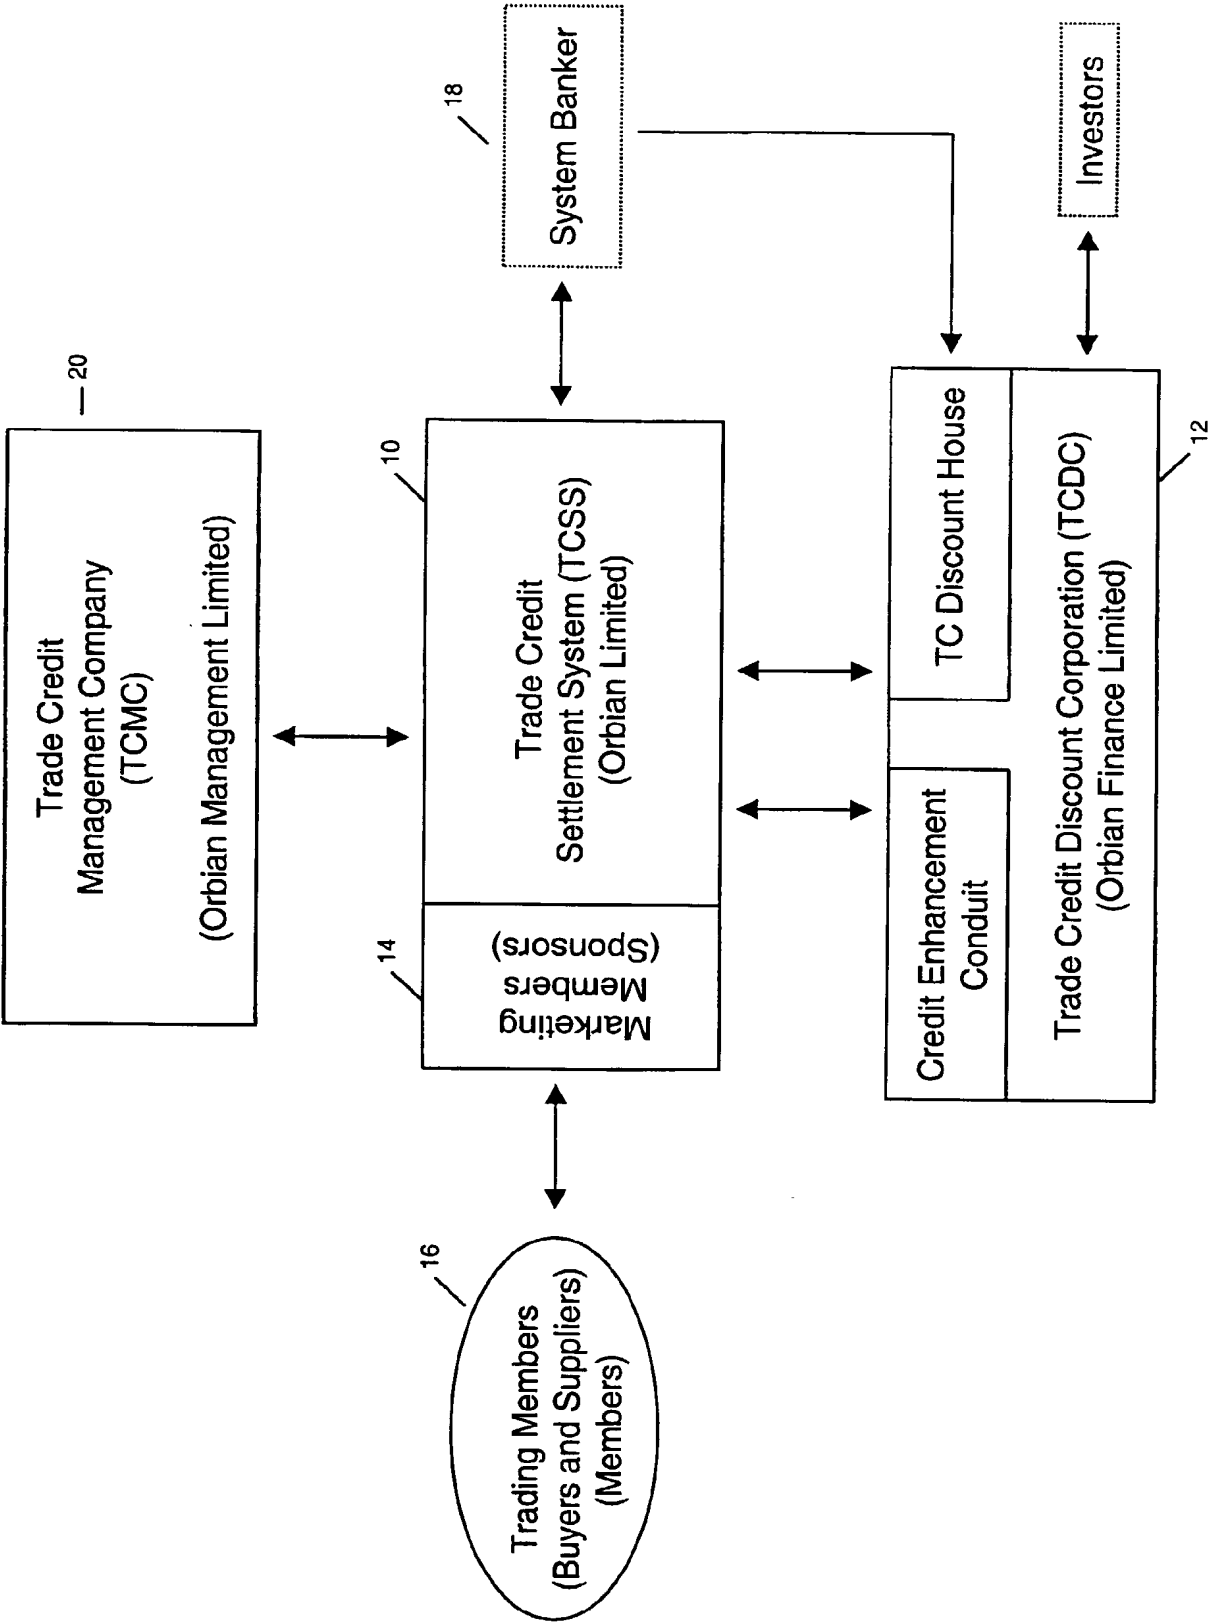 Trade Credit
Management Company
(TCMC)
(Orbian Management Limited)
20
Trading Members
(Buyers and Suppliers)
(Members)
16
Marketing
Members
(Sponsors)
14
Trade Credit
Settlement System (TCSS)
(Orbian Limited)
10
System Banker
18
Credit Enhancement
Conduit
TC Discount House
Trade Credit Discount Corporation (TCDC)
(Orbian Finance Limited)
12
Investors